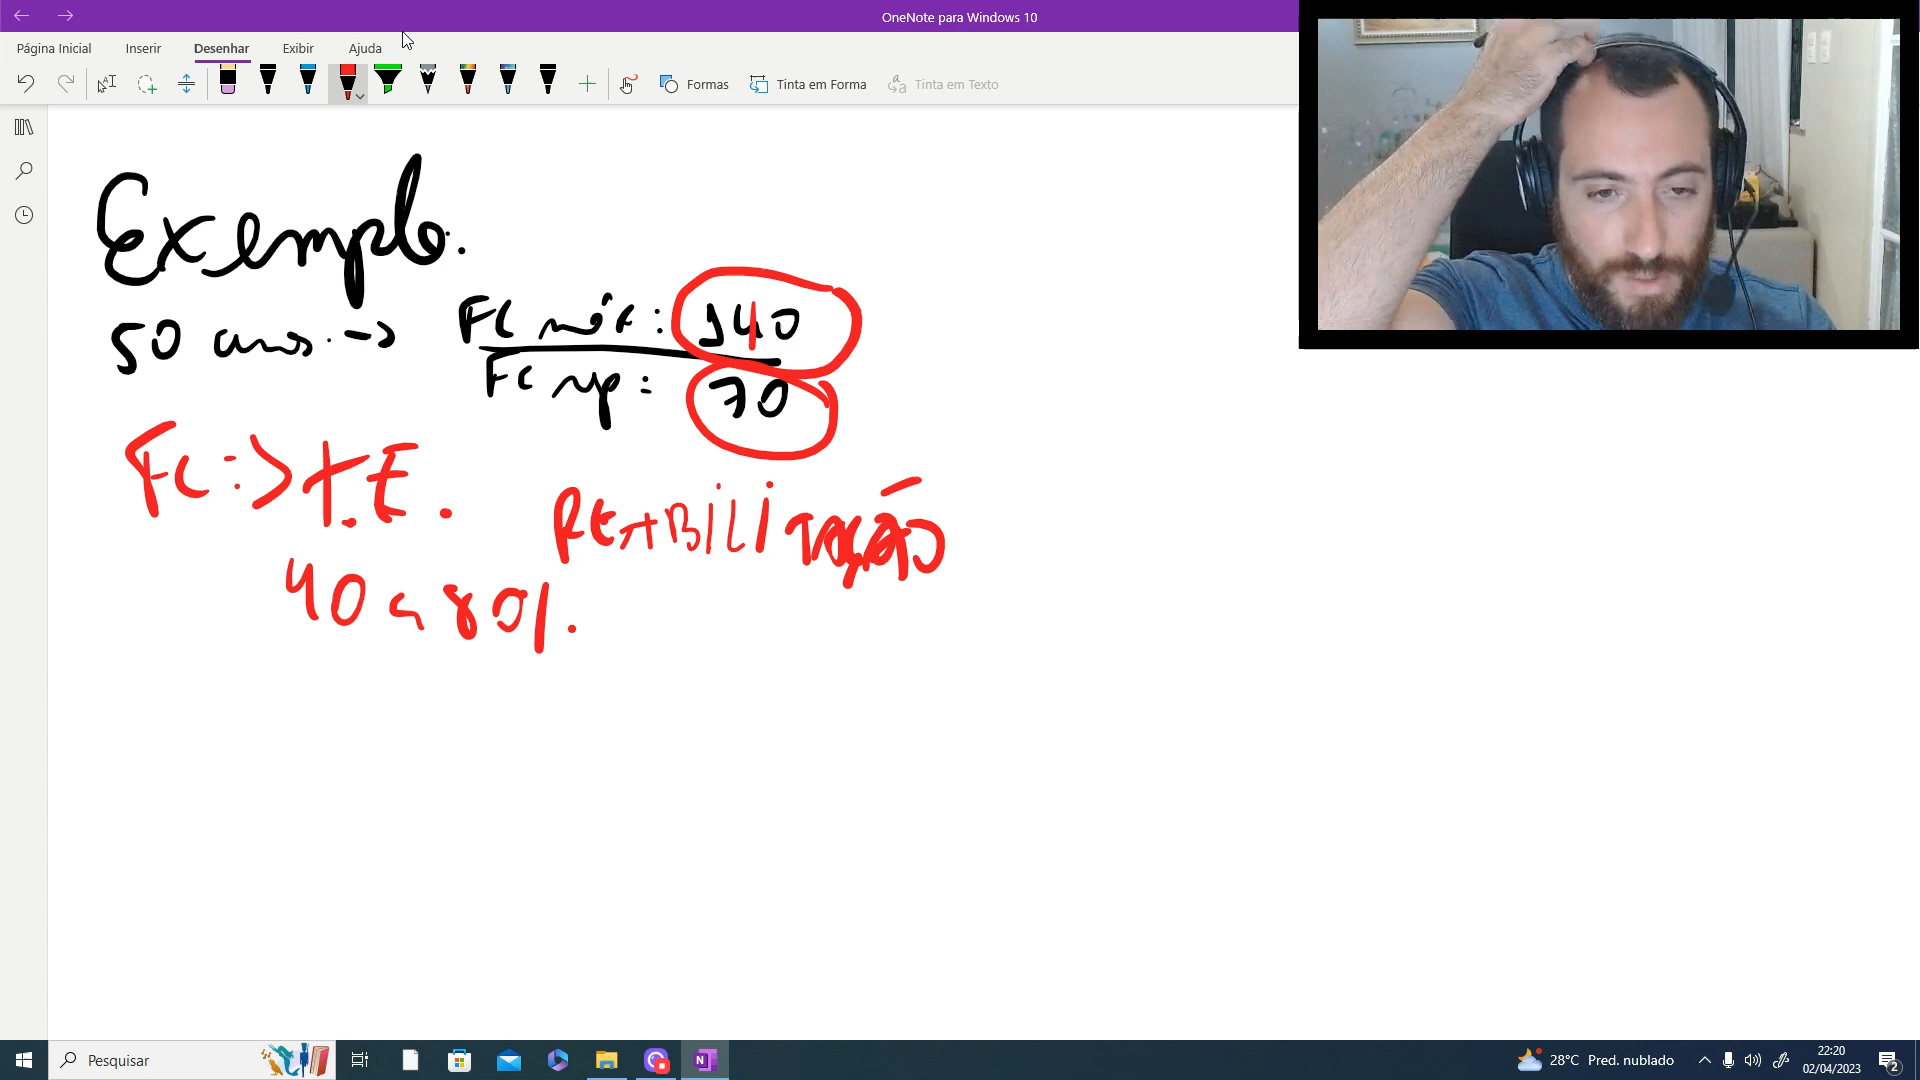 OneNote para Windows 10
Página Inicial Inserir Desenhar Exibir Ajuda
Formas Tinta em Forma Tinta em Texto
Exemplo.
50 anos. -> FC máx: 140
FC rep: 70
FC :> T.E.
REABILITAÇÃO
40 a 80%.
Pesquisar
28°C Pred. nublado
22:20
02/04/2023
2